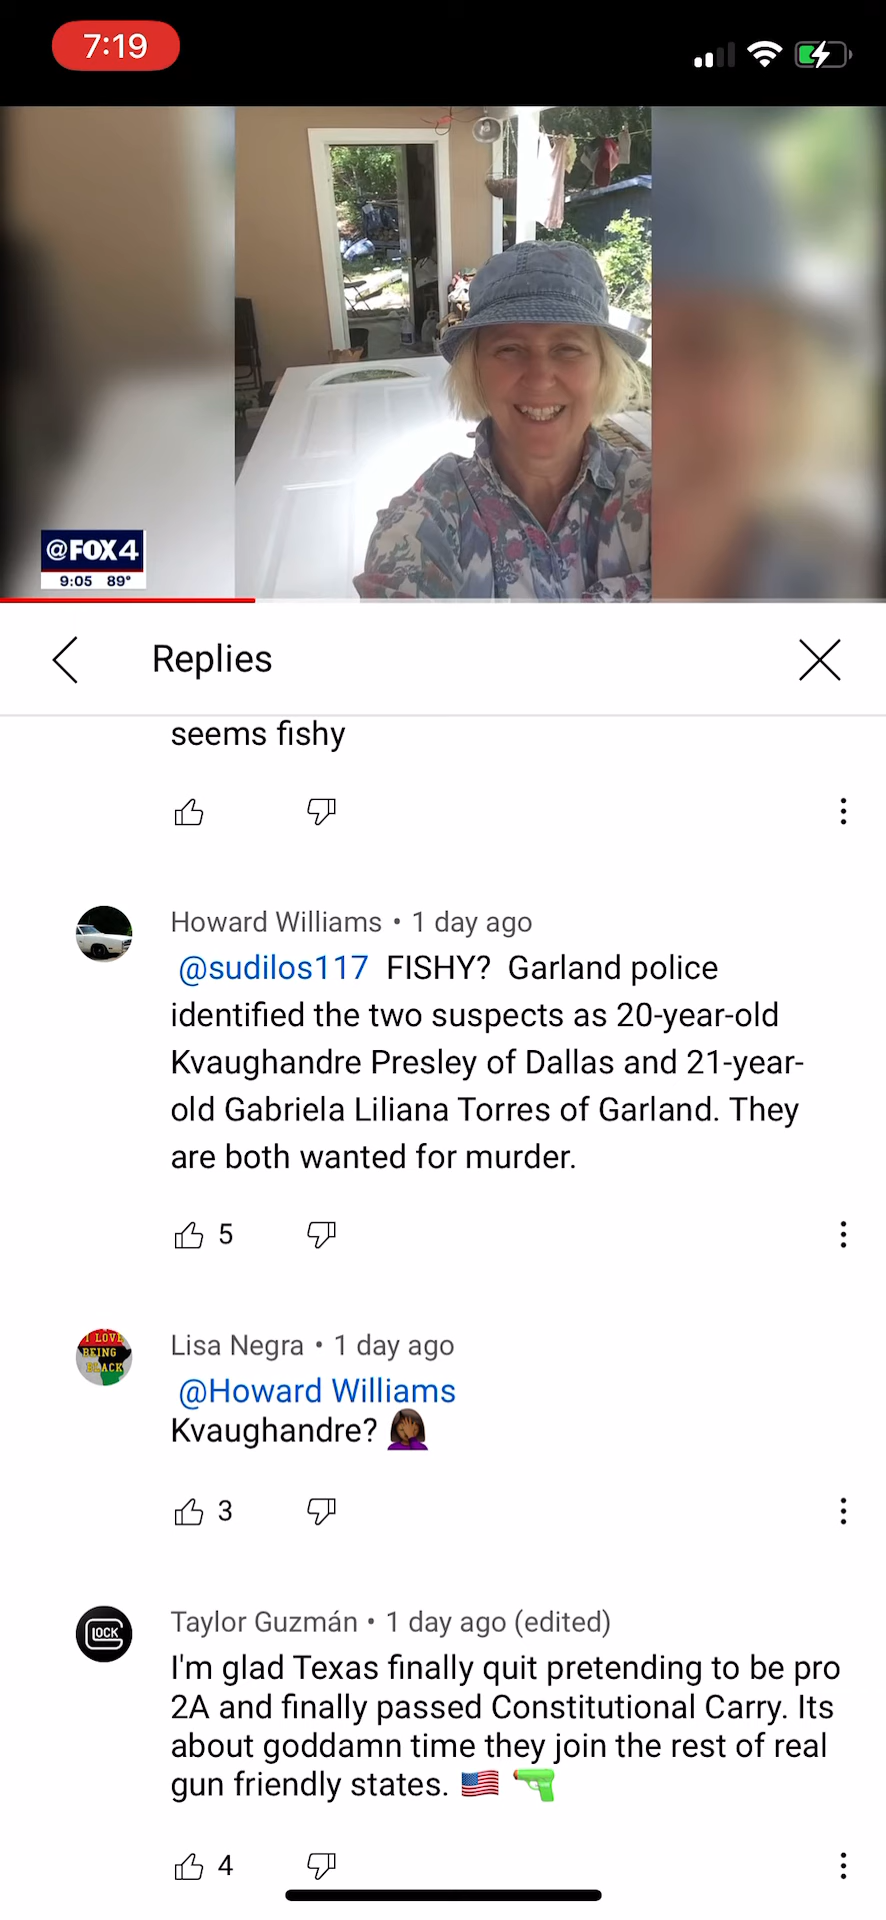 7:19
@FOX4
9:05 89°
Replies
seems fishy
Howard Williams • 1 day ago
@sudilos117 FISHY? Garland police
identified the two suspects as 20-year-old
Kvaughandre Presley of Dallas and 21-year-
old Gabriela Liliana Torres of Garland. They
are both wanted for murder.
5
I LOVE
BEING
BLACK
Lisa Negra • 1 day ago
@Howard Williams
Kvaughandre? 🤦🏾‍♀️
3
GLOCK
Taylor Guzmán • 1 day ago (edited)
I'm glad Texas finally quit pretending to be pro
2A and finally passed Constitutional Carry. Its
about goddamn time they join the rest of real
gun friendly states. 🇺🇸 🔫
4